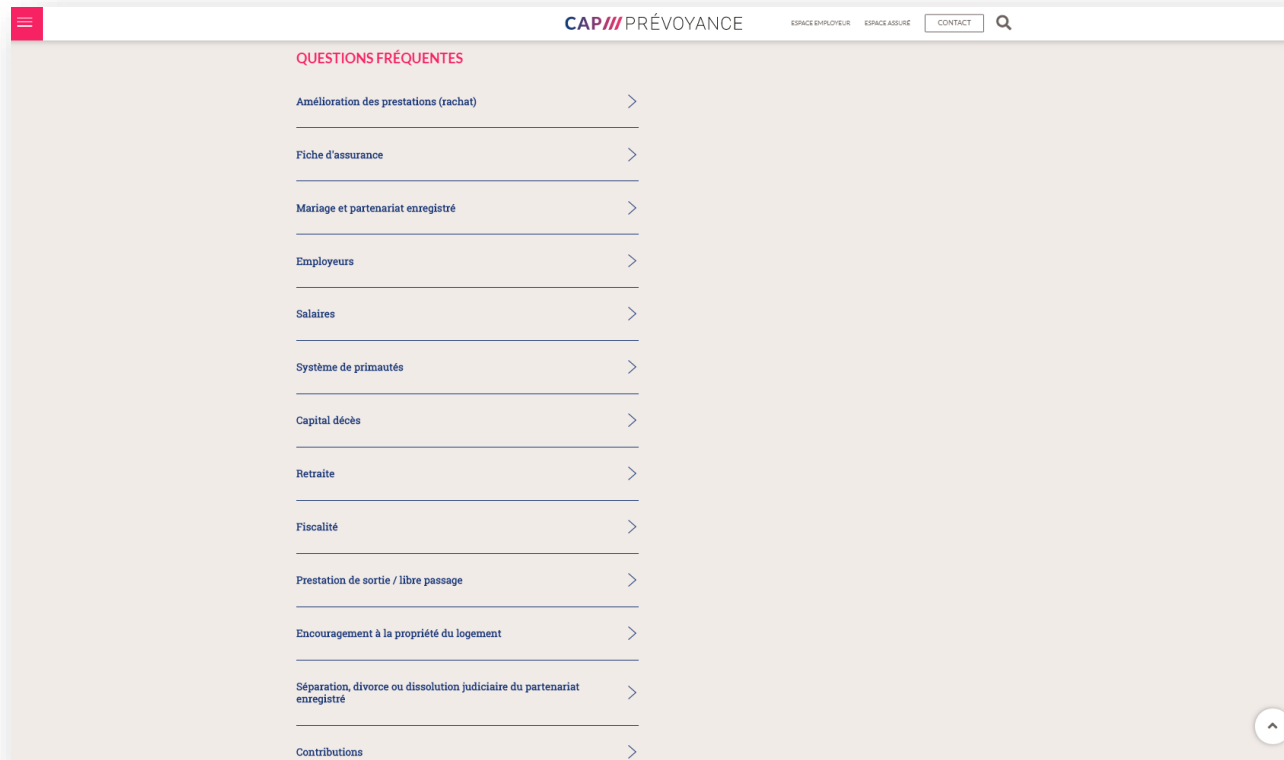 CAP///PRÉVOYANCE
ESPACE EMPLOYEUR
ESPACE ASSURÉ
CONTACT
QUESTIONS FRÉQUENTES
Amélioration des prestations (rachat)
Fiche d'assurance
Mariage et partenariat enregistré
Employeurs
Salaires
Système de primautés
Capital décès
Retraite
Fiscalité
Prestation de sortie / libre passage
Encouragement à la propriété du logement
Séparation, divorce ou dissolution judiciaire du partenariat
enregistré
Contributions